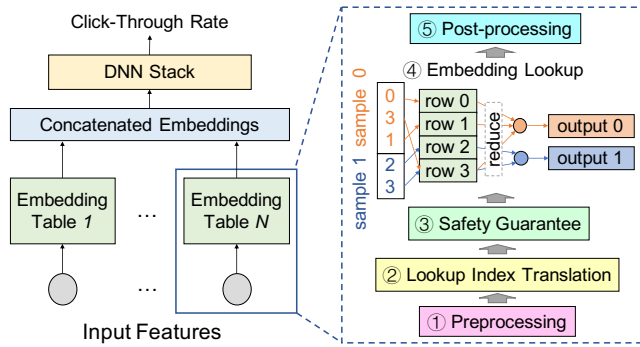 Click-Through Rate
DNN Stack
Concatenated Embeddings
Embedding
Table 1
...
Embedding
Table N
...
Input Features
⑤ Post-processing
④ Embedding Lookup
sample 0
0
3
1
sample 1
2
3
row 0
row 1
row 2
row 3
reduce
output 0
output 1
③ Safety Guarantee
② Lookup Index Translation
① Preprocessing